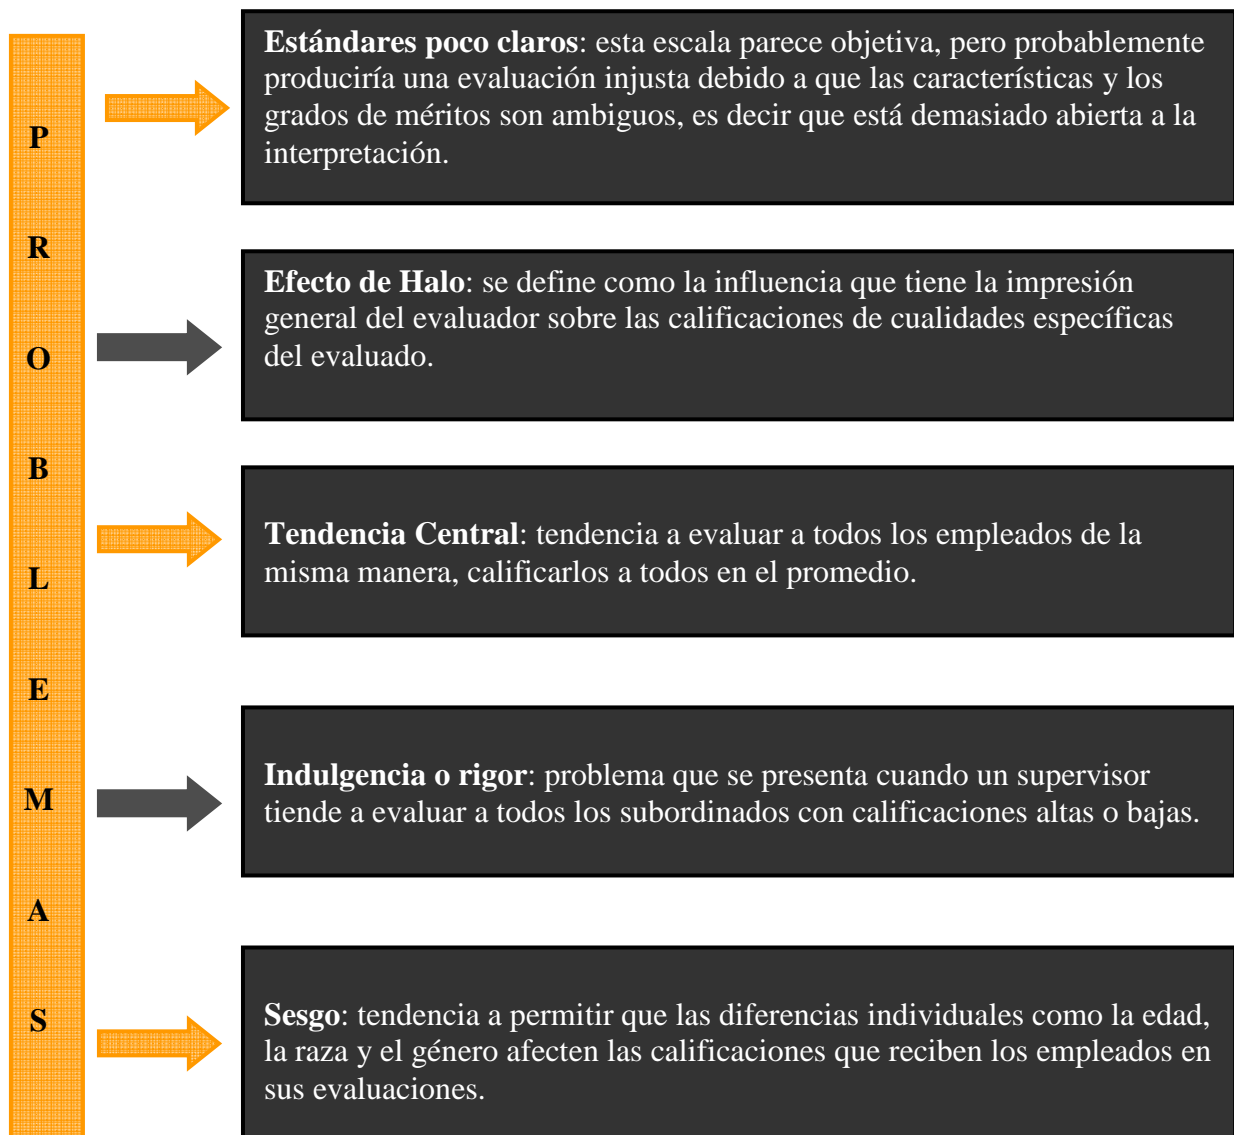 PROBLEMAS
Estándares poco claros: esta escala parece objetiva, pero probablemente
produciría una evaluación injusta debido a que las características y los
grados de méritos son ambiguos, es decir que está demasiado abierta a la
interpretación.
Efecto de Halo: se define como la influencia que tiene la impresión
general del evaluador sobre las calificaciones de cualidades específicas
del evaluado.
Tendencia Central: tendencia a evaluar a todos los empleados de la
misma manera, calificarlos a todos en el promedio.
Indulgencia o rigor: problema que se presenta cuando un supervisor
tiende a evaluar a todos los subordinados con calificaciones altas o bajas.
Sesgo: tendencia a permitir que las diferencias individuales como la edad,
la raza y el género afecten las calificaciones que reciben los empleados en
sus evaluaciones.